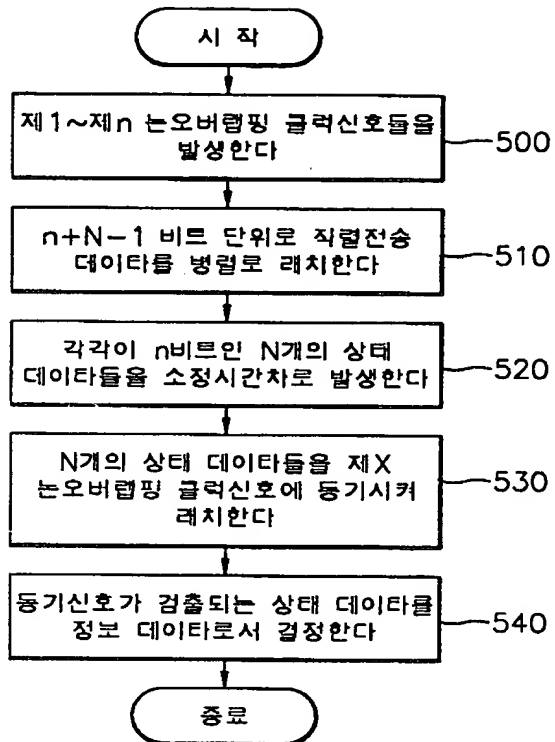 시 작
제1~제n 논오버랩핑 클럭신호들을
발생한다
500
n+N-1 비트 단위로 직렬전송
데이타를 병렬로 래치한다
510
각각이 n비트인 N개의 상태
데이타들을 소정시간차로 발생한다
520
N개의 상태 데이타들을 제X
논오버랩핑 클럭신호에 동기시켜
래치한다
530
동기신호가 검출되는 상태 데이타를
정보 데이타로서 결정한다
540
종료